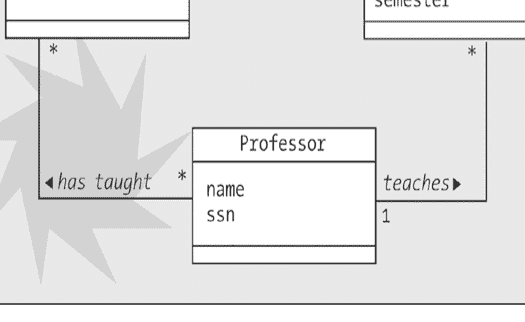 semester
*
*
Professor
◄has taught
*
teaches►
name
1
ssn